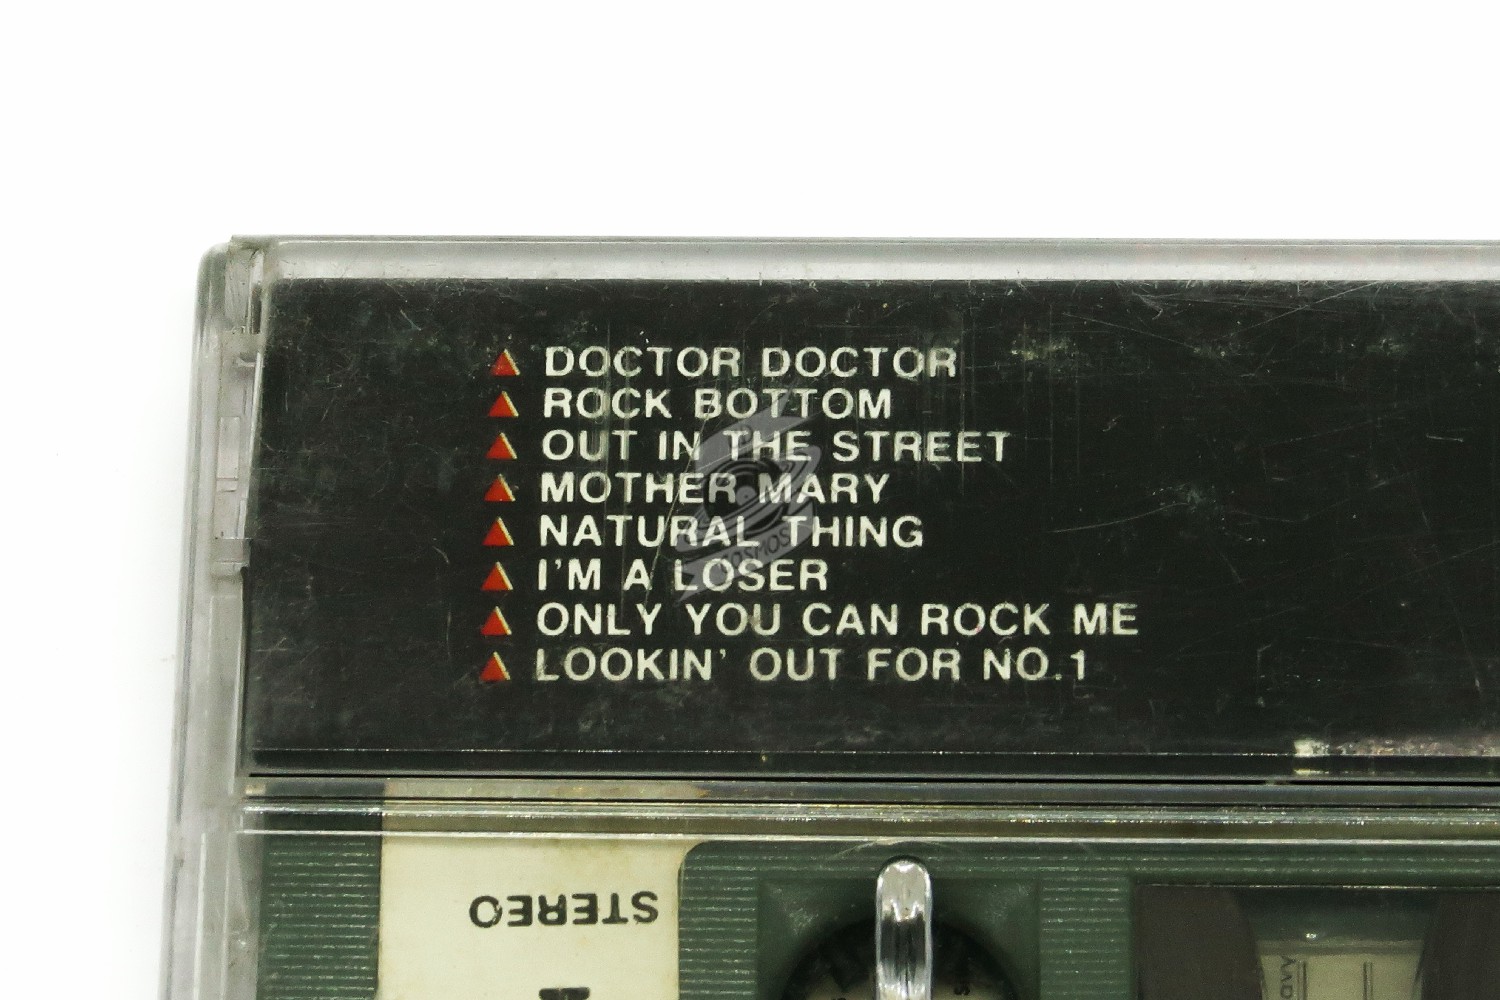 DOCTOR DOCTOR
ROCK BOTTOM
OUT IN THE STREET
MOTHER MARY
NATURAL THING
I'M A LOSER
ONLY YOU CAN ROCK ME
LOOKIN' OUT FOR NO.1
COSMOS
STEREO